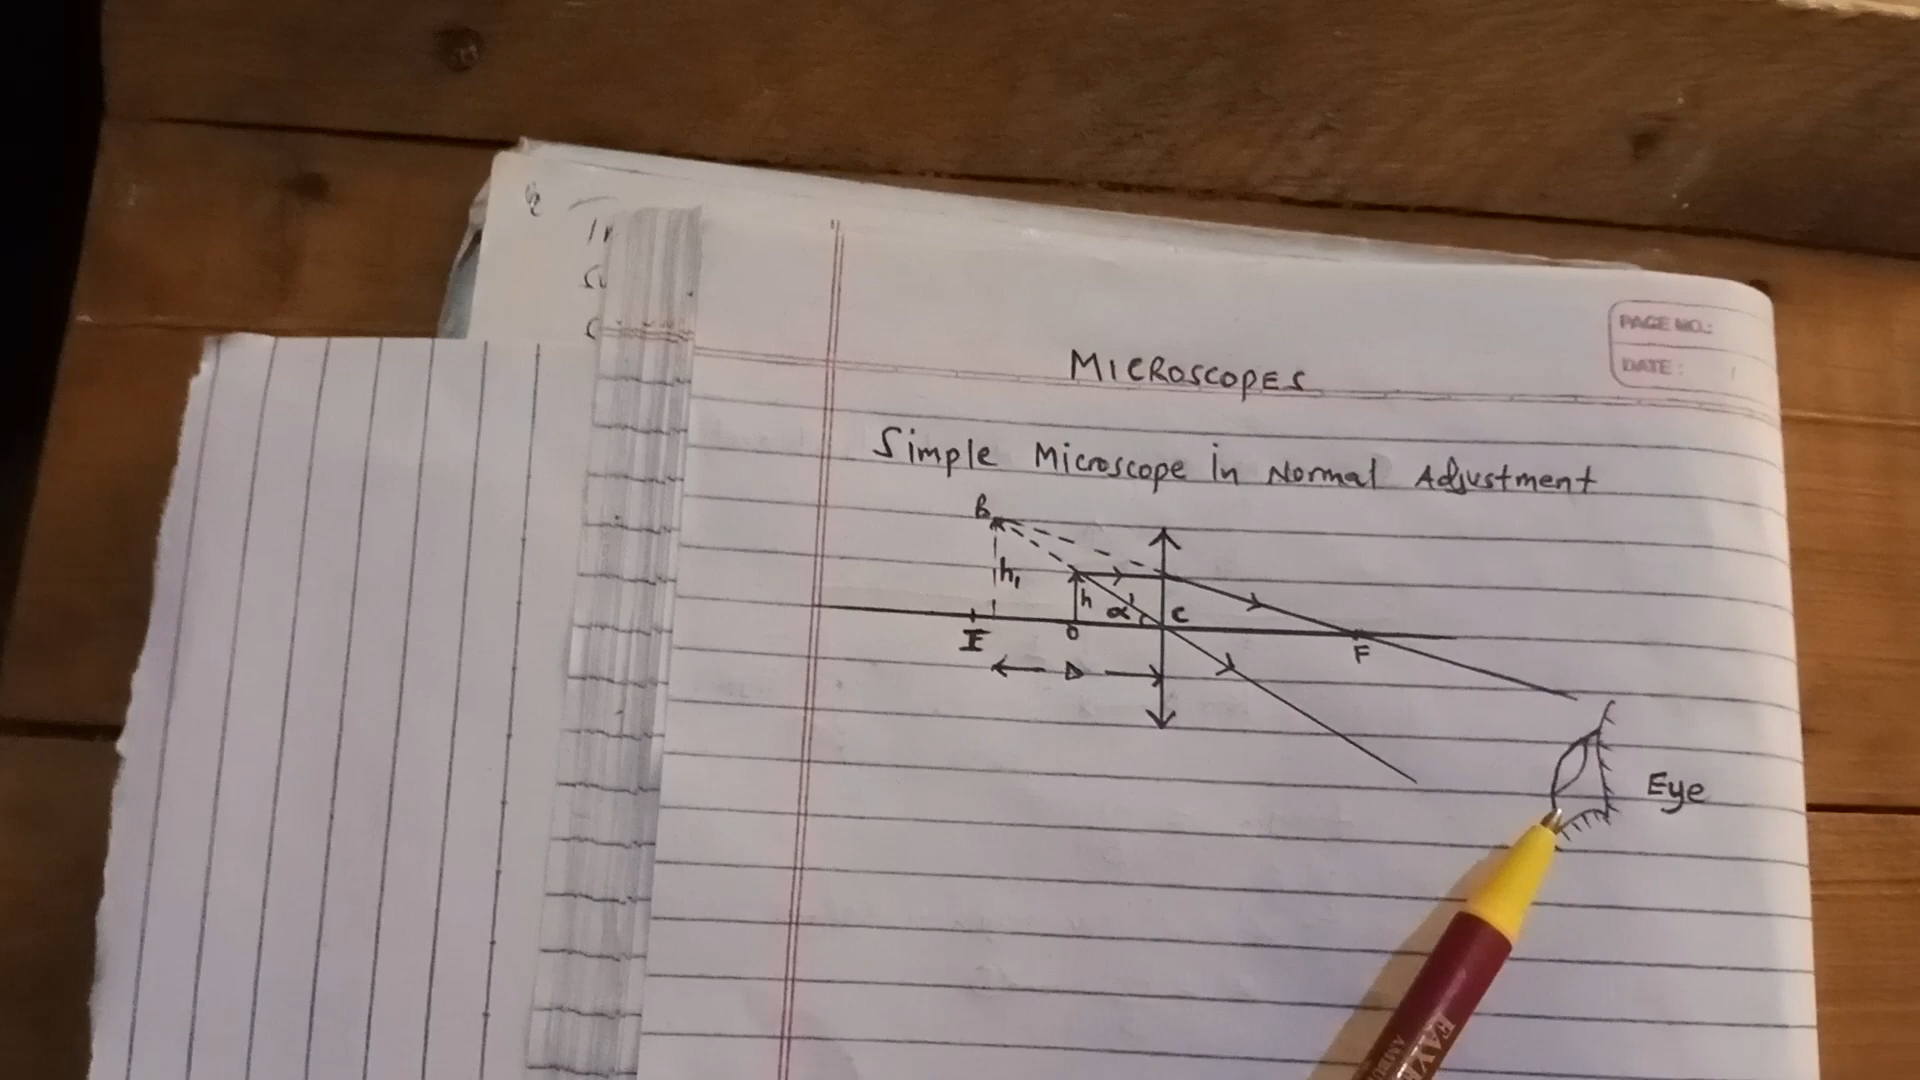 PAGE NO.:
DATE:
MICROSCOPES
Simple Microscope in Normal Adjustment
B
h₁
h
α'
C
I
O
F
D
Eye